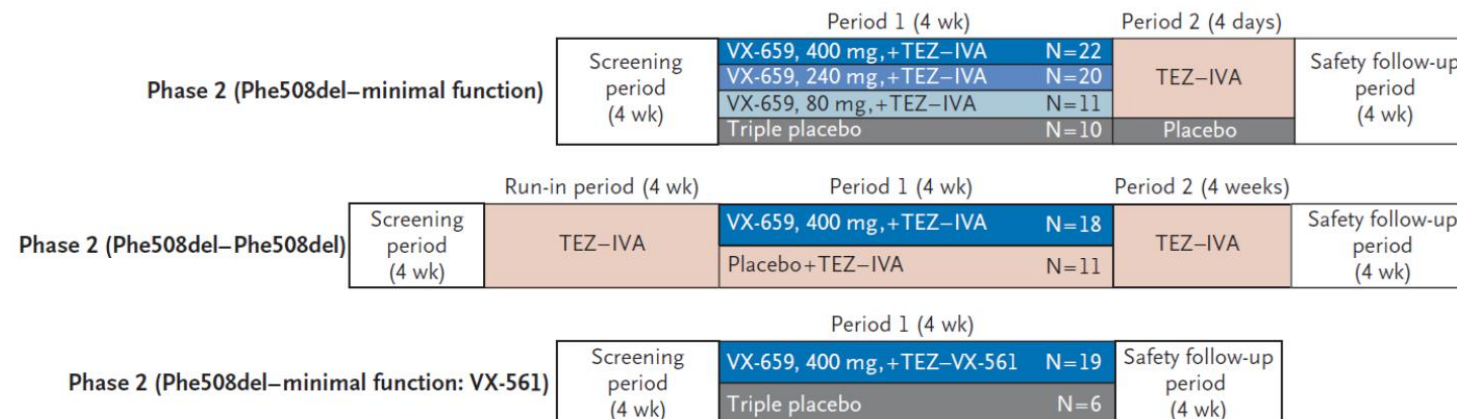 Period 1 (4 wk) Period 2 (4 days)
Phase 2 (Phe508del–minimal function)
Screening
period
(4 wk)
VX-659, 400 mg,+TEZ–IVA N=22
VX-659, 240 mg,+TEZ–IVA N=20
VX-659, 80 mg,+TEZ–IVA N=11
Triple placebo N=10
TEZ–IVA
Placebo
Safety follow-up
period
(4 wk)
Run-in period (4 wk) Period 1 (4 wk) Period 2 (4 weeks)
Phase 2 (Phe508del–Phe508del)
Screening
period
(4 wk)
TEZ–IVA
VX-659, 400 mg,+TEZ–IVA N=18
Placebo+TEZ–IVA N=11
TEZ–IVA
Safety follow-up
period
(4 wk)
Period 1 (4 wk)
Phase 2 (Phe508del–minimal function: VX-561)
Screening
period
(4 wk)
VX-659, 400 mg,+TEZ–VX-561 N=19
Triple placebo N=6
Safety follow-up
period
(4 wk)